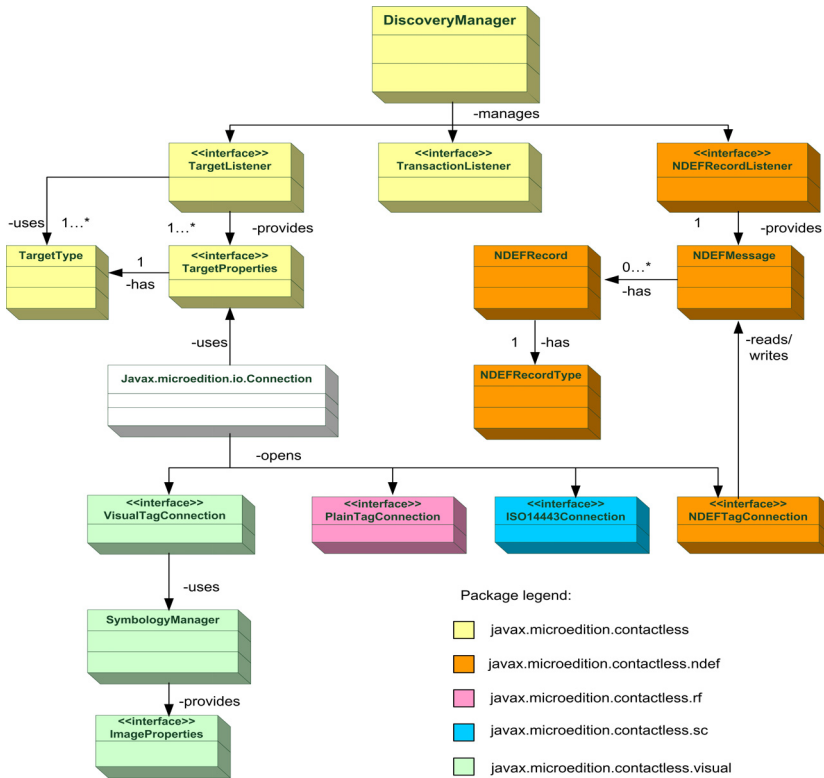 DiscoveryManager
-manages
<<interface>>
TargetListener
<<interface>>
TransactionListener
<<interface>>
NDEFRecordListener
-uses
1...*
1...*
-provides
1
-provides
TargetType
1
-has
<<interface>>
TargetProperties
NDEFRecord
0...*
-has
NDEFMessage
-uses
1
-has
-reads/
writes
Javax.microedition.io.Connection
NDEFRecordType
-opens
<<interface>>
VisualTagConnection
<<interface>>
PlainTagConnection
<<interface>>
ISO14443Connection
<<interface>>
NDEFTagConnection
-uses
SymbologyManager
-provides
<<interface>>
ImageProperties
Package legend:
javax.microedition.contactless
javax.microedition.contactless.ndef
javax.microedition.contactless.rf
javax.microedition.contactless.sc
javax.microedition.contactless.visual